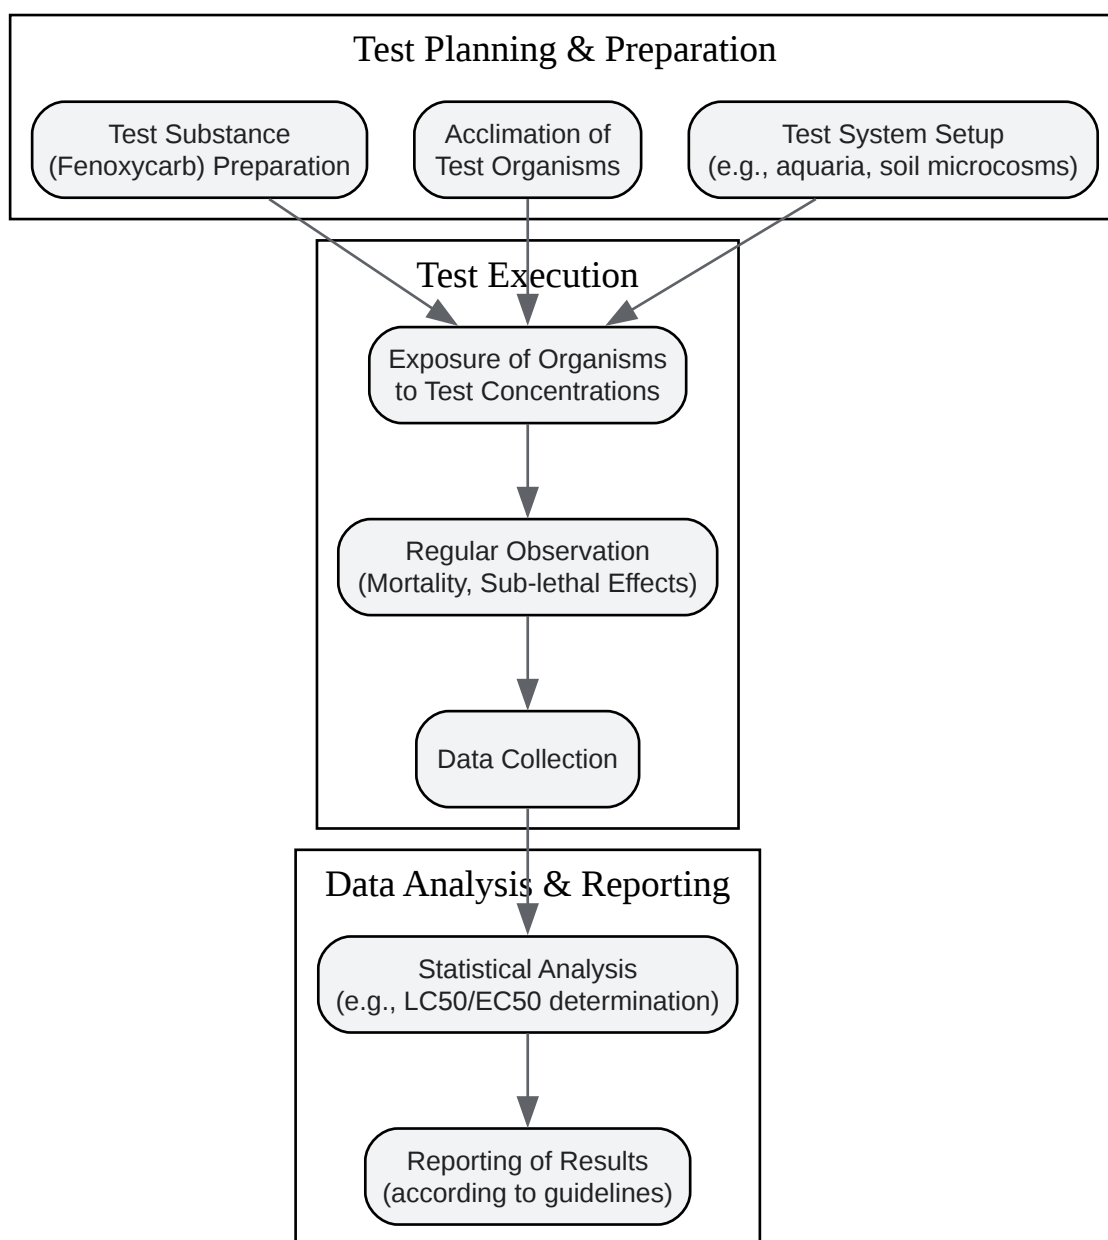 Test Planning & Preparation
Test Substance
(Fenoxycarb) Preparation
Acclimation of
Test Organisms
Test System Setup
(e.g., aquaria, soil microcosms)
Test Execution
Exposure of Organisms
to Test Concentrations
Regular Observation
(Mortality, Sub-lethal Effects)
Data Collection
Data Analysis & Reporting
Statistical Analysis
(e.g., LC50/EC50 determination)
Reporting of Results
(according to guidelines)